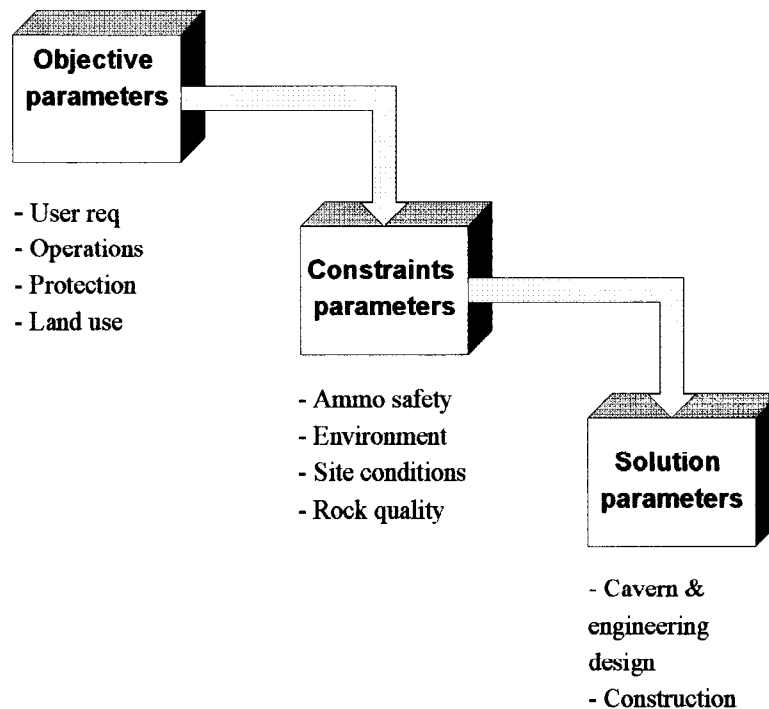 Objective
parameters
- User req
- Operations
- Protection
- Land use
Constraints
parameters
- Ammo safety
- Environment
- Site conditions
- Rock quality
Solution
parameters
- Cavern &
engineering
design
- Construction